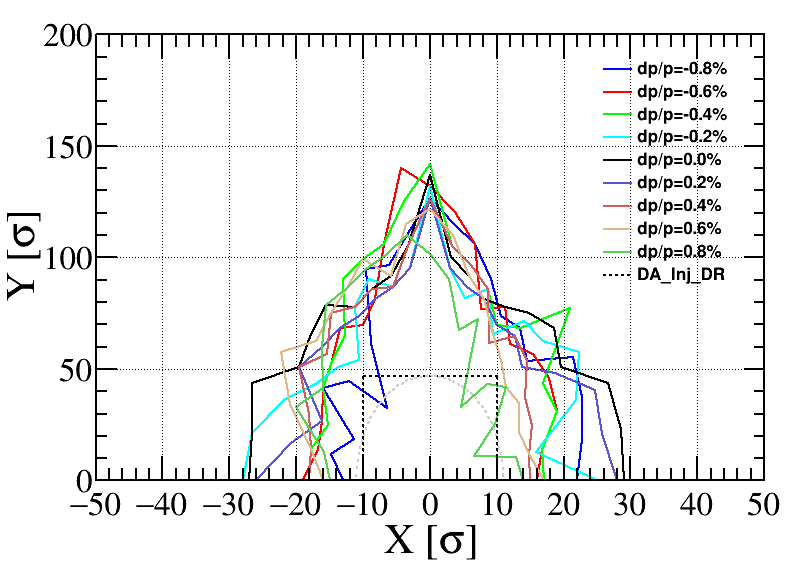 200
150
100
50
0
Y [σ]
dp/p=-0.8%
dp/p=-0.6%
dp/p=-0.4%
dp/p=-0.2%
dp/p=0.0%
dp/p=0.2%
dp/p=0.4%
dp/p=0.6%
dp/p=0.8%
DA_Inj_DR
−50 −40 −30 −20 −10 0 10 20 30 40 50
X [σ]